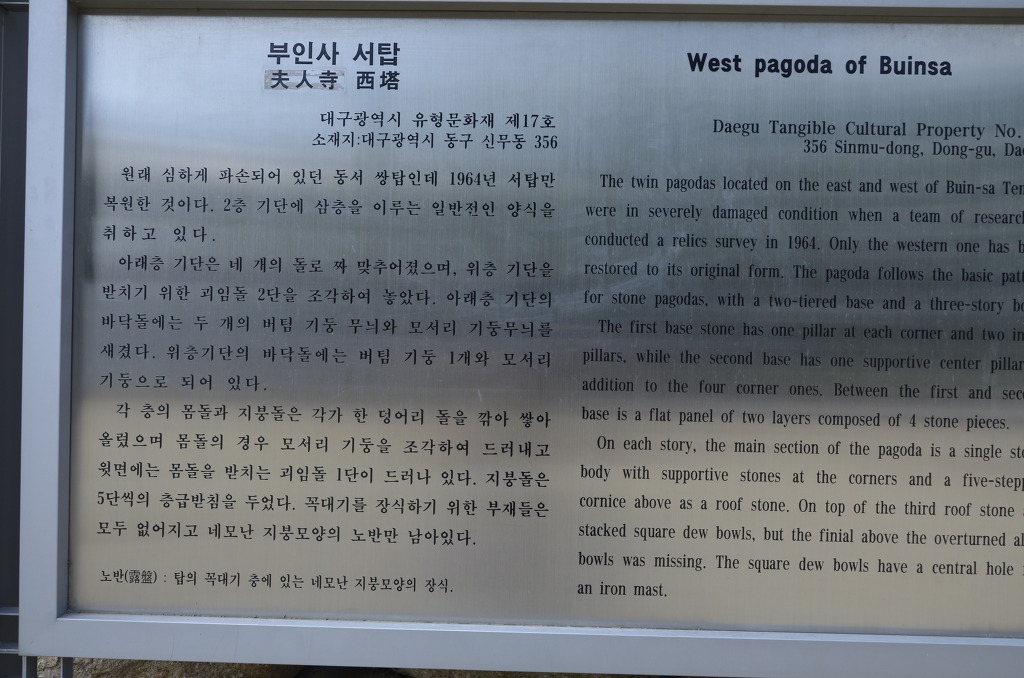 부인사 서탑
夫人寺 西塔
대구광역시 유형문화재 제17호
소재지:대구광역시 동구 신무동 356
원래 심하게 파손되어 있던 동서 쌍탑인데 1964년 서탑만
복원한 것이다. 2층 기단에 삼층을 이루는 일반전인 양식을
취하고 있다.
아래층 기단은 네 개의 돌로 짜 맞추어졌으며, 위층 기단을
받치기 위한 괴임돌 2단을 조각하여 놓았다. 아래층 기단의
바닥돌에는 두 개의 버팀 기둥 무늬와 모서리 기둥무늬를
새겼다. 위층기단의 바닥돌에는 버팀 기둥 1개와 모서리
기둥으로 되어 있다.
각 층의 몸돌과 지붕돌은 각가 한 덩어리 돌을 깎아 쌓아
올렸으며 몸돌의 경우 모서리 기둥을 조각하여 드러내고
윗면에는 몸돌을 받치는 괴임돌 1단이 드러나 있다. 지붕돌은
5단씩의 층급받침을 두었다. 꼭대기를 장식하기 위한 부재들은
모두 없어지고 네모난 지붕모양의 노반만 남아있다.
노반(露盤) : 탑의 꼭대기 층에 있는 네모난 지붕모양의 장식.
West pagoda of Buinsa
Daegu Tangible Cultural Property No.
356 Sinmu-dong, Dong-gu,
The twin pagodas located on the east and west of Buin-sa
were in severely damaged condition when a team of
conducted a relics survey in 1964. Only the western one has
restored to its original form. The pagoda follows the basic
for stone pagodas, with a two-tiered base and a three-story
The first base stone has one pillar at each corner and two
pillars, while the second base has one supportive center
addition to the four corner ones. Between the first and
base is a flat panel of two layers composed of 4 stone pieces.
On each story, the main section of the pagoda is a single
body with supportive stones at the corners and a
cornice above as a roof stone. On top of the third roof stone
stacked square dew bowls, but the finial above the overturned
bowls was missing. The square dew bowls have a central hole
an iron mast.